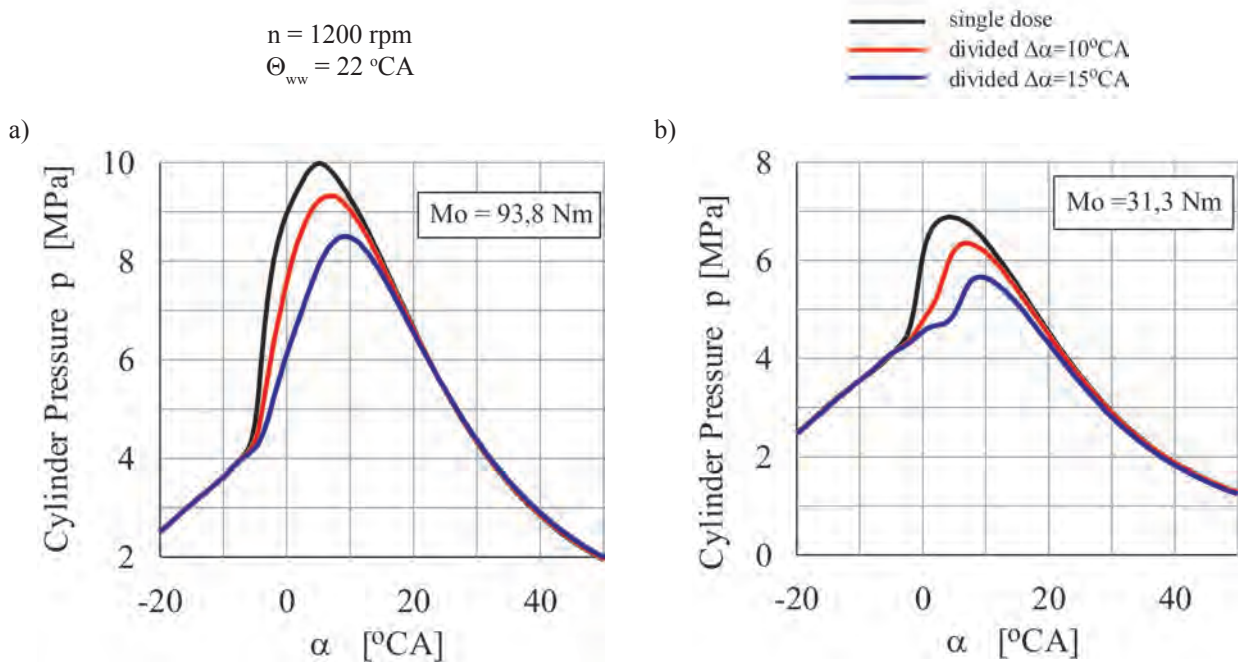 n = 1200 rpm
Θww = 22 °CA
single dose
divided Δα=10°CA
divided Δα=15°CA
a)
Cylinder Pressure p [MPa]
10
8
6
4
2
Mo = 93,8 Nm
-20 0 20 40
α [°CA]
b)
Cylinder Pressure p [MPa]
8
6
4
2
0
Mo =31,3 Nm
-20 0 20 40
α [°CA]